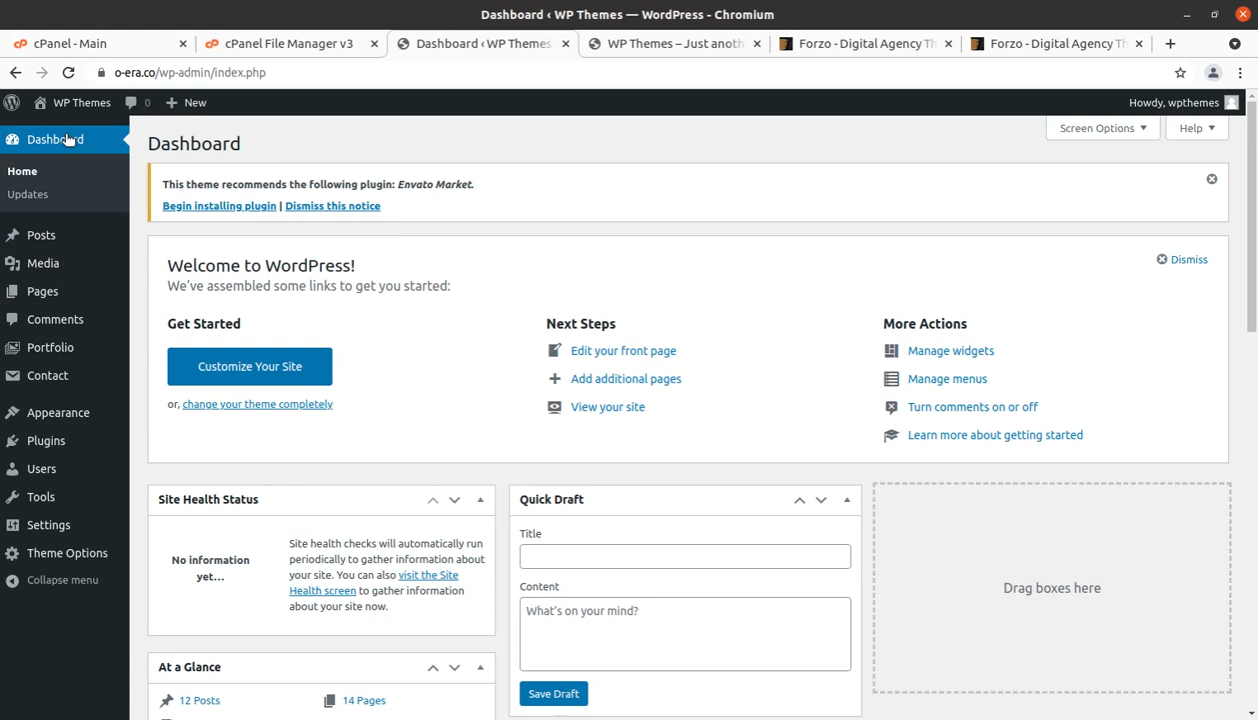 Dashboard ‹ WP Themes — WordPress - Chromium
cPanel - Main
cPanel File Manager v3
Dashboard ‹ WP Themes
WP Themes – Just anoth
Forzo - Digital Agency Th
Forzo - Digital Agency Th
o-era.co/wp-admin/index.php
WP Themes
0
New
Howdy, wpthemes
Dashboard
Home
Updates
Posts
Media
Pages
Comments
Portfolio
Contact
Appearance
Plugins
Users
Tools
Settings
Theme Options
Collapse menu
Dashboard
Screen Options
Help
This theme recommends the following plugin: Envato Market.
Begin installing plugin | Dismiss this notice
Welcome to WordPress!
We've assembled some links to get you started:
Dismiss
Get Started
Customize Your Site
or, change your theme completely
Next Steps
Edit your front page
Add additional pages
View your site
More Actions
Manage widgets
Manage menus
Turn comments on or off
Learn more about getting started
Site Health Status
No information
yet...
Site health checks will automatically run
periodically to gather information about
your site. You can also visit the Site
Health screen to gather information
about your site now.
At a Glance
12 Posts
14 Pages
Quick Draft
Title
Content
What's on your mind?
Save Draft
Drag boxes here